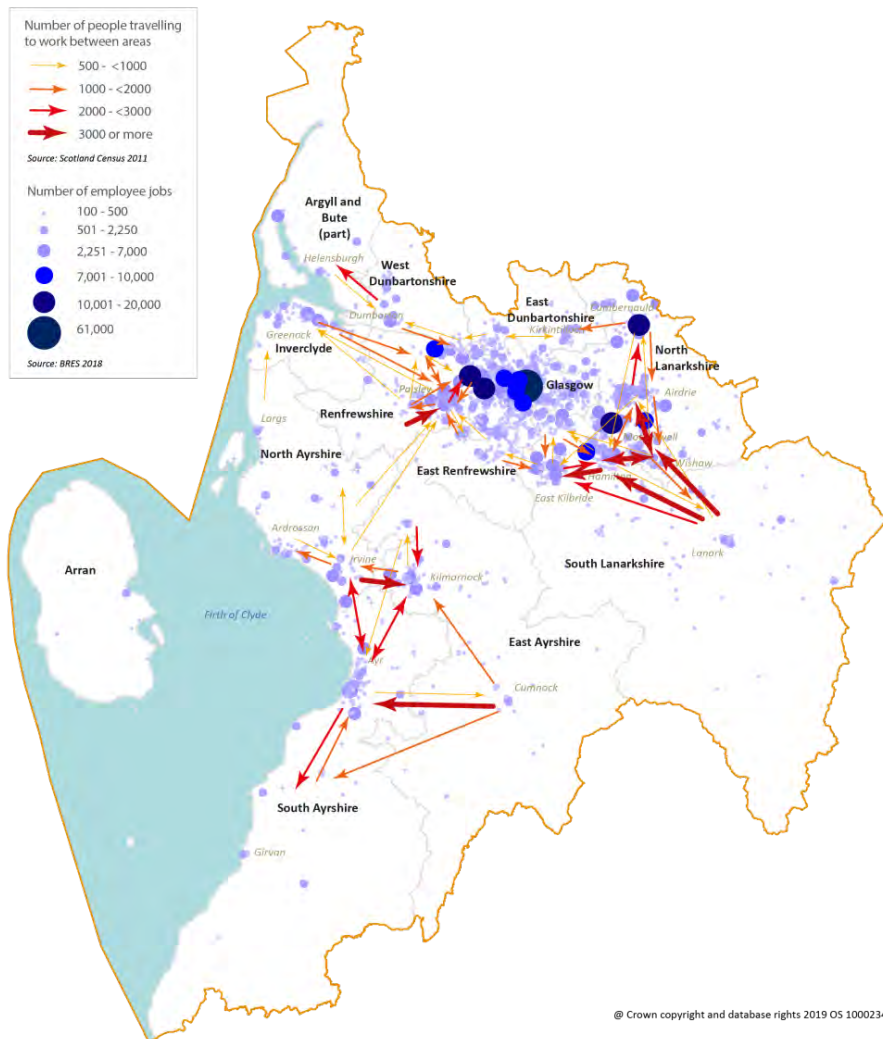 Number of people travelling
to work between areas
500 - <1000
1000 - <2000
2000 - <3000
3000 or more
Source: Scotland Census 2011
Number of employee jobs
100 - 500
501 - 2,250
2,251 - 7,000
7,001 - 10,000
10,001 - 20,000
61,000
Source: BRES 2018
Argyll
and Bute
(part)
Helensburgh
West
Dunbartonshire
Dumbarton
East
Dunbartonshire
Cumbernauld
Kirkintilloch
Greenock
Inverclyde
North
Lanarkshire
Glasgow
Airdrie
Paisley
Renfrewshire
Largs
North Ayrshire
Motherwell
Wishaw
East Renfrewshire
Hamilton
East Kilbride
Ardrossan
Irvine
Lanark
South Lanarkshire
Arran
Kilmarnock
Firth of Clyde
East Ayrshire
Ayr
Cumnock
South Ayrshire
Girvan
@ Crown copyright and database rights 2019 OS 1000234